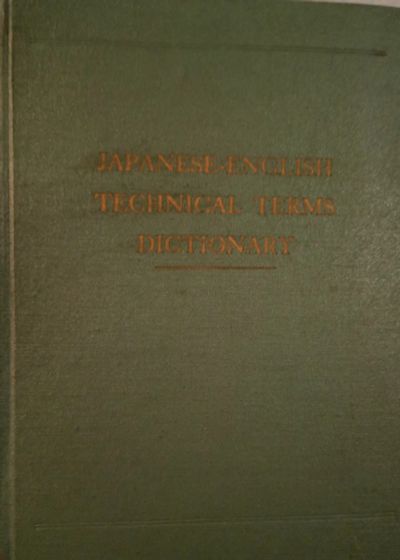 JAPANESE-ENGLISH
TECHNICAL TERMS
DICTIONARY